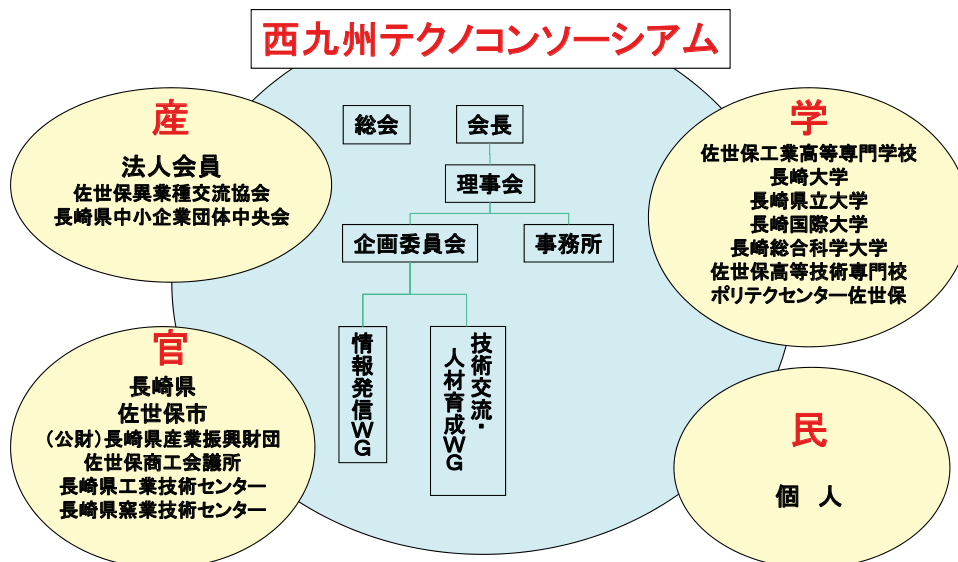 西九州テクノコンソーシアム
産
法人会員
佐世保異業種交流協会
長崎県中小企業団体中央会
総会
会長
理事会
企画委員会
事務所
情報発信WG
技術交流・
人材育成WG
学
佐世保工業高等専門学校
長崎大学
長崎県立大学
長崎国際大学
長崎総合科学大学
佐世保高等技術専門校
ポリテクセンター佐世保
官
長崎県
佐世保市
(公財)長崎県産業振興財団
佐世保商工会議所
長崎県工業技術センター
長崎県窯業技術センター
民
個 人